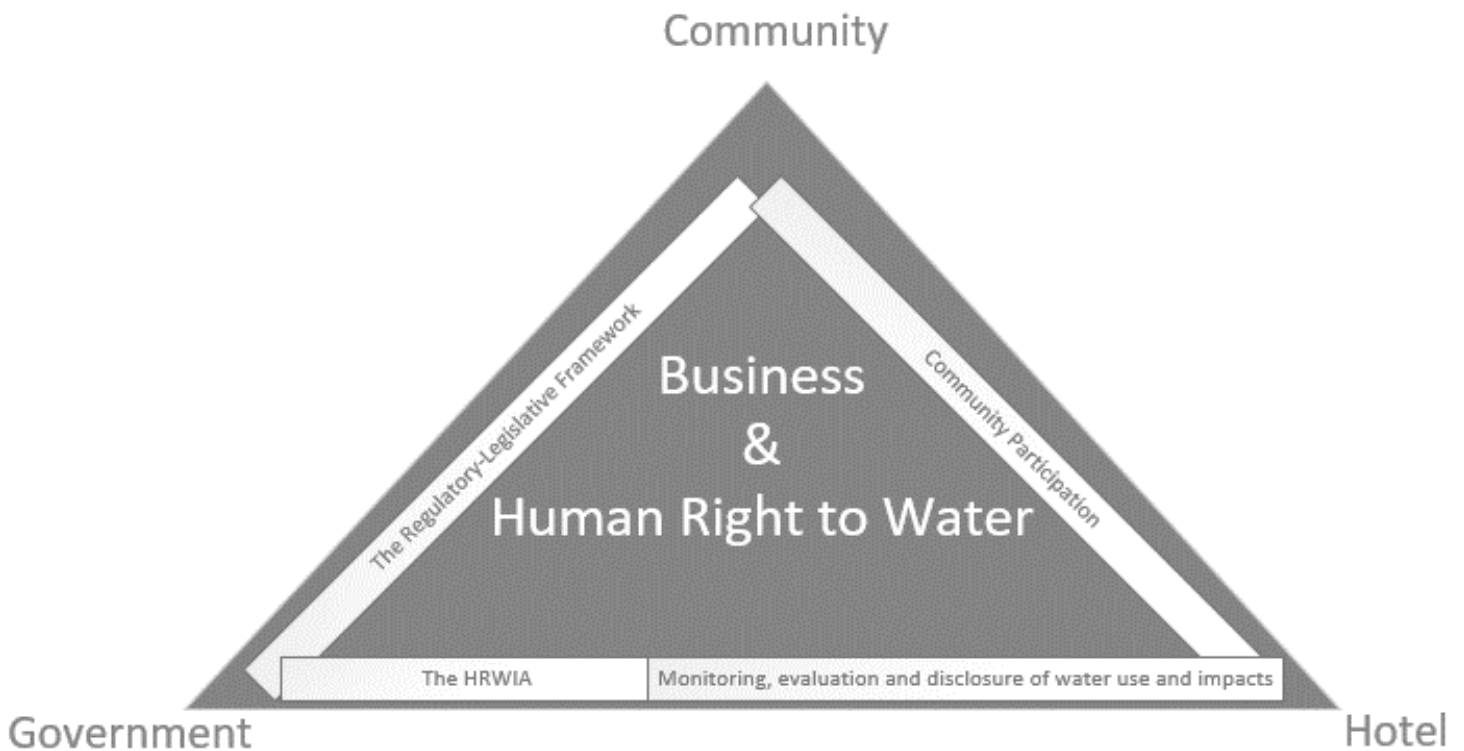 Community
The Regulatory-Legislative Framework
Community Participation
Business
&
Human Right to Water
The HRWIA
Monitoring, evaluation and disclosure of water use and impacts
Government
Hotel